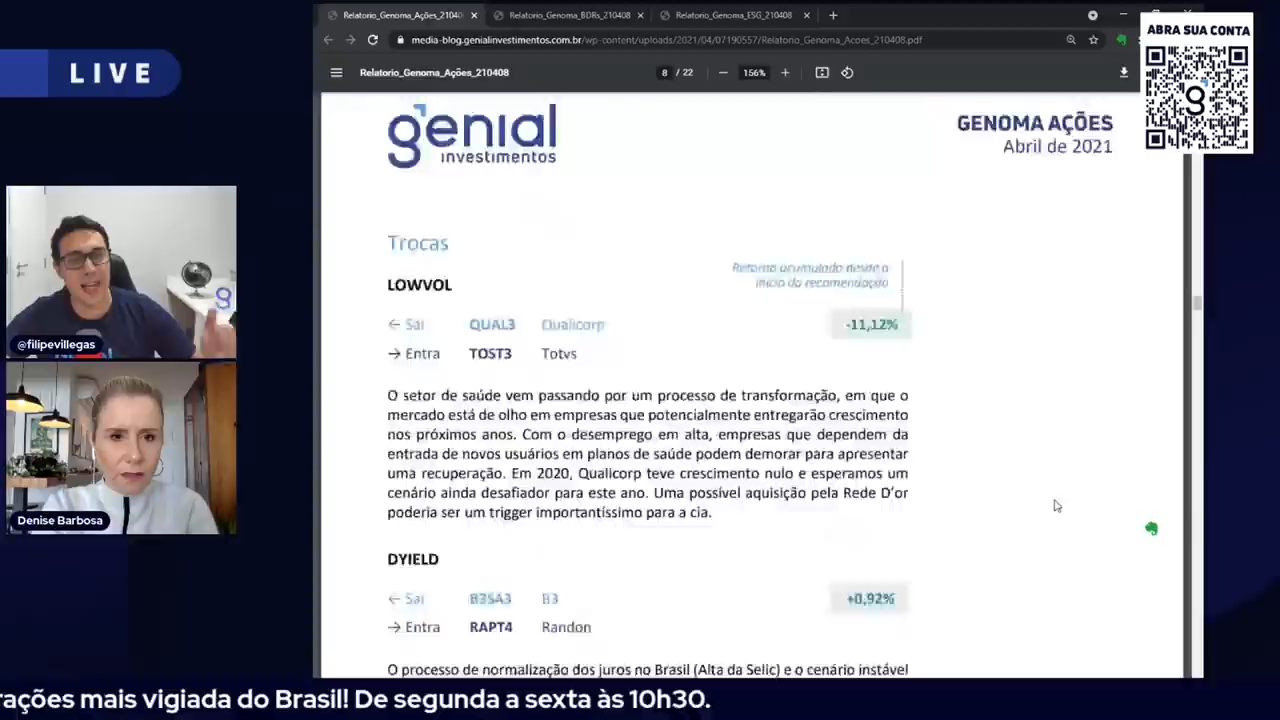 LIVE
@filipevillegas
Denise Barbosa
Relatorio_Genoma_Ações_2104
Relatorio_Genoma_BDRs_210408
Relatorio_Genoma_ESG_210408
media-blog.genialinvestimentos.com.br/wp-content/uploads/2021/04/07190557/Relatorio_Genoma_Acoes_210408.pdf
Relatorio_Genoma_Ações_210408
8 / 22
156%
ABRA SUA CONTA
genial
investimentos
GENOMA AÇÕES
Abril de 2021
Trocas
Retorno acumulado desde o
início da recomendação
LOWVOL
← Sai QUAL3 Qualicorp -11,12%
→ Entra TOST3 Totvs
O setor de saúde vem passando por um processo de transformação, em que o
mercado está de olho em empresas que potencialmente entregarão crescimento
nos próximos anos. Com o desemprego em alta, empresas que dependem da
entrada de novos usuários em planos de saúde podem demorar para apresentar
uma recuperação. Em 2020, Qualicorp teve crescimento nulo e esperamos um
cenário ainda desafiador para este ano. Uma possível aquisição pela Rede D'or
poderia ser um trigger importantíssimo para a cia.
DYIELD
← Sai B3SA3 B3 +0,92%
→ Entra RAPT4 Randon
O processo de normalização dos juros no Brasil (Alta da Selic) e o cenário instável
rações mais vigiada do Brasil! De segunda a sexta às 10h30.